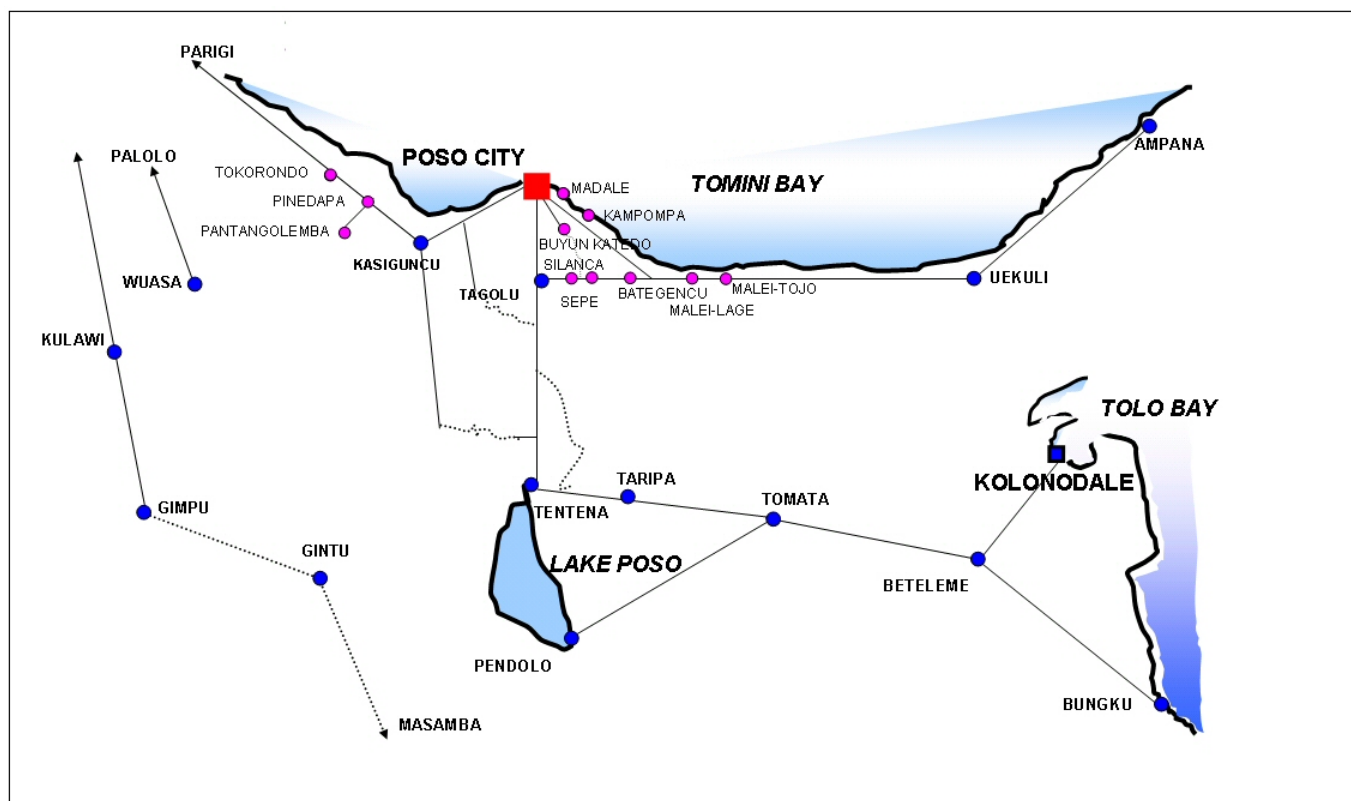 PARIGI
AMPANA
PALOLO
POSO CITY
TOKORONDO
TOMINI BAY
MADALE
PINEDAPA
KAMPOMPA
PANTANGOLEMBA
BUYUN KATEDO
KASIGUNCU
SILANCA
WUASA
UEKULI
TAGOLU
SEPE
BATEGENCU
MALEI-TOJO
MALEI-LAGE
KULAWI
TOLO BAY
KOLONODALE
TARIPA
TOMATA
GIMPU
TENTENA
GINTU
LAKE POSO
BETELEME
PENDOLO
BUNGKU
MASAMBA